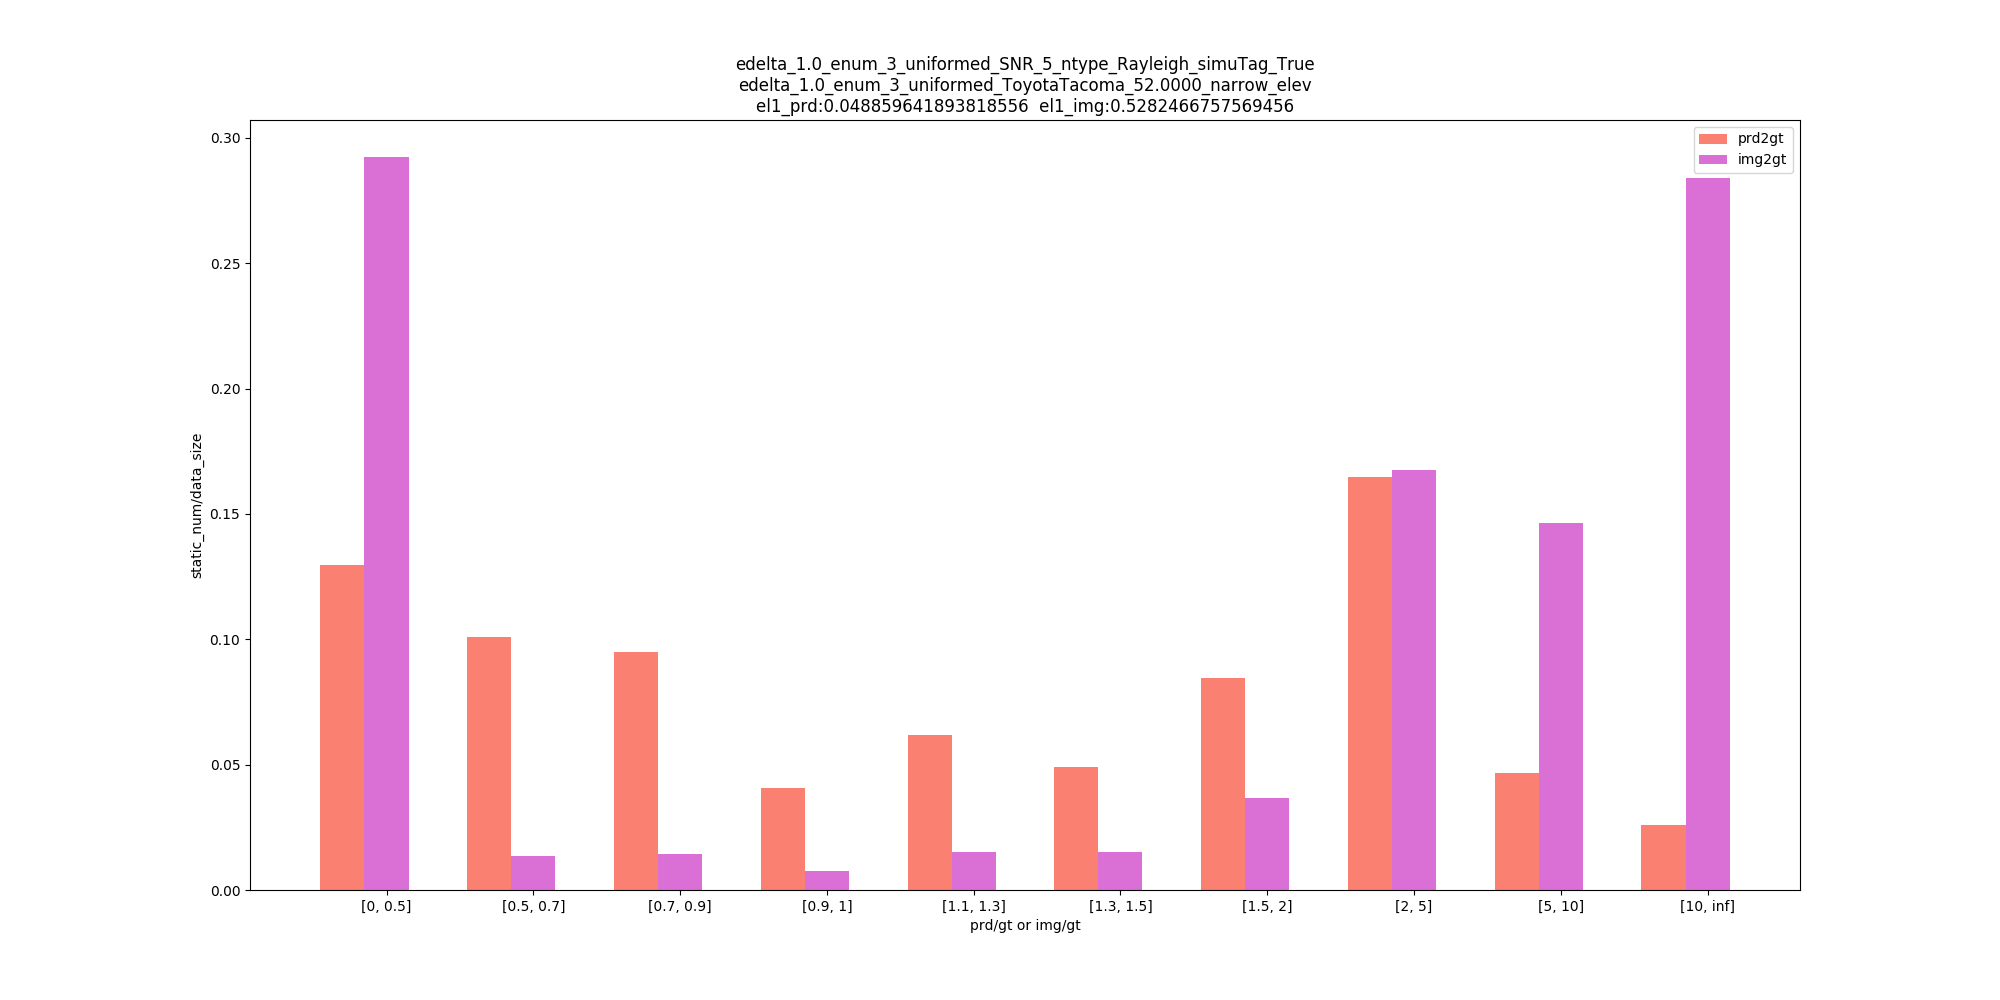 edelta_1.0_enum_3_uniformed_SNR_5_ntype_Rayleigh_simuTag_True
edelta_1.0_enum_3_uniformed_ToyotaTacoma_52.0000_narrow_elev
el1_prd:0.048859641893818556  el1_img:0.5282466757569456
prd2gt
img2gt
0.30
0.25
0.20
0.15
0.10
0.05
0.00
static_num/data_size
[0, 0.5] [0.5, 0.7] [0.7, 0.9] [0.9, 1] [1.1, 1.3] [1.3, 1.5] [1.5, 2] [2, 5] [5, 10] [10, inf]
prd/gt or img/gt